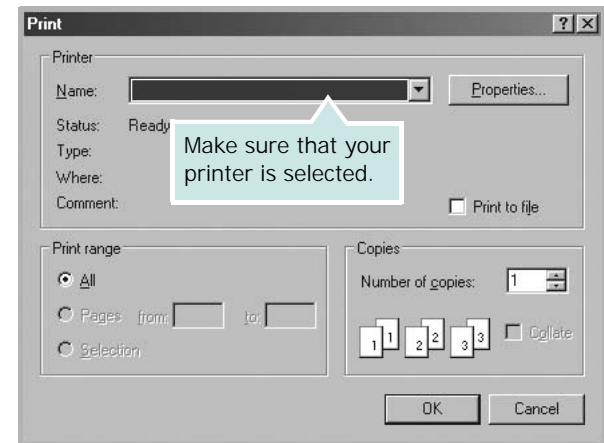 Print
Printer
Name:
Properties...
Status: Ready
Type:
Where:
Comment:
Make sure that your
printer is selected.
Print to file
Print range
All
Pages from: to:
Selection
Copies
Number of copies: 1
1 1 2 2 3 3
Collate
OK
Cancel